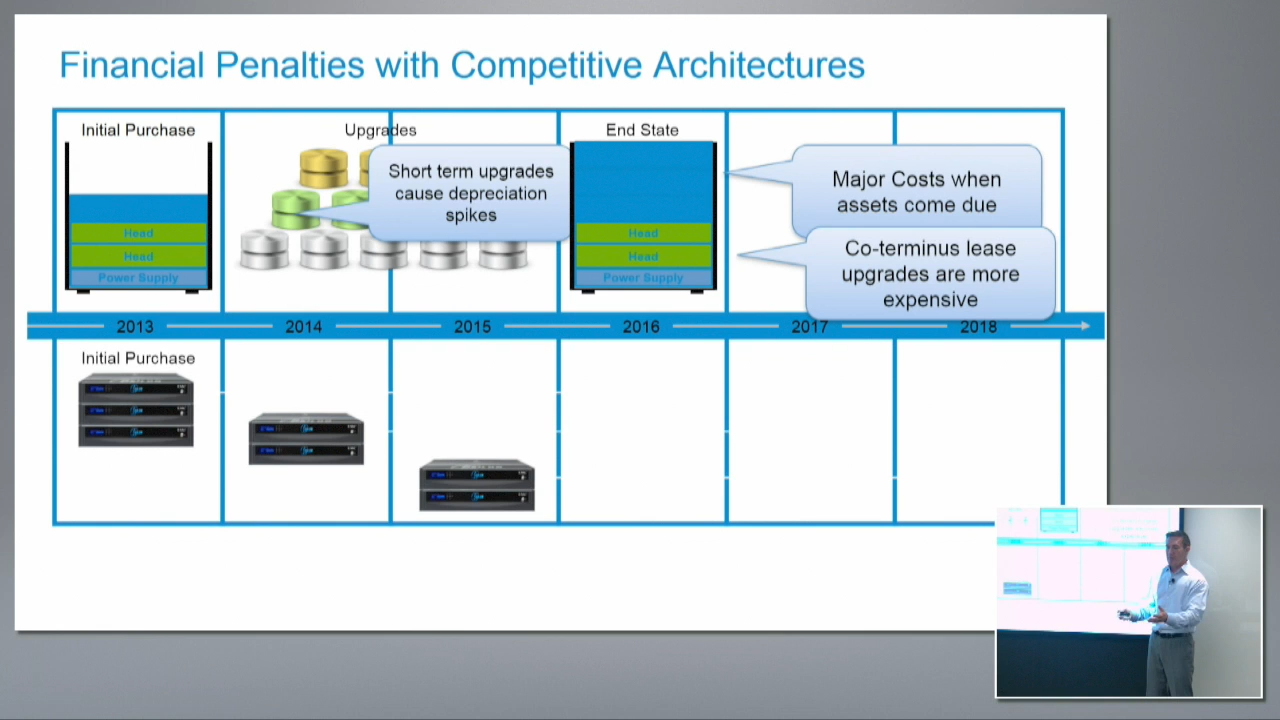 Financial Penalties with Competitive Architectures
Initial Purchase
Upgrades
End State
Short term upgrades
cause depreciation
spikes
Major Costs when
assets come due
Co-terminus lease
upgrades are more
expensive
Head
Head
Power Supply
Head
Head
Power Supply
2013
2014
2015
2016
2017
2018
Initial Purchase